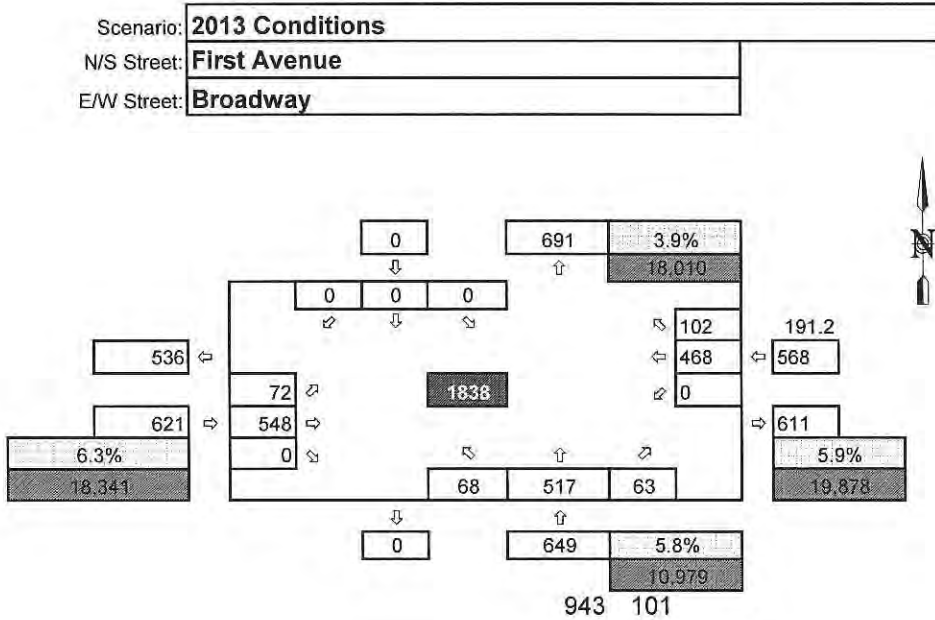 Scenario: 2013 Conditions
N/S Street: First Avenue
E/W Street: Broadway
N
0 691 3.9%
18,010
0 0 0
102 191.2
536 468 568
72 1838 0
621 548 611
6.3% 0 5.9%
18,341 68 517 63 19,878
0 649 5.8%
10,979
943 101